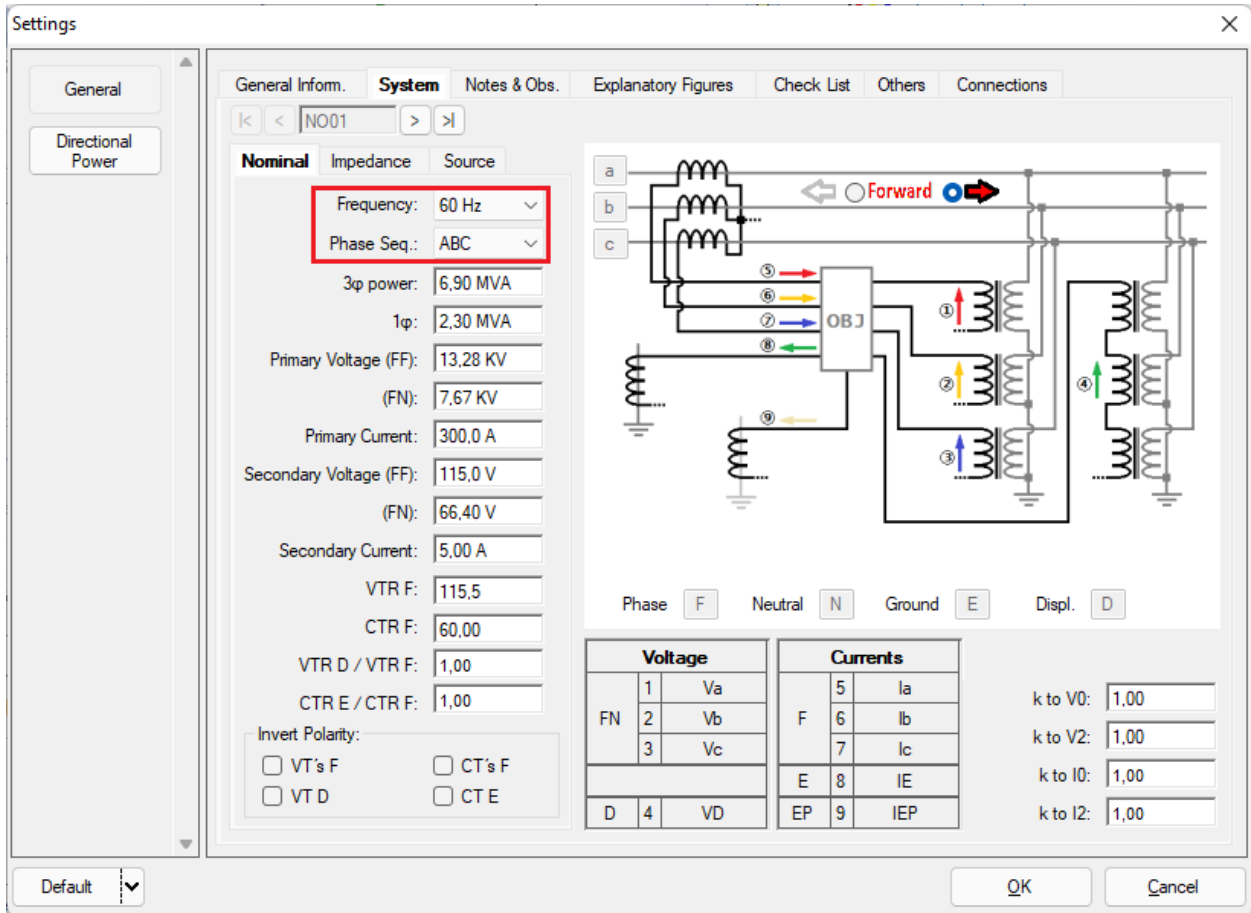 Settings
General
Directional
Power
General Inform. System Notes & Obs. Explanatory Figures Check List Others Connections
|< < NO01 > >|
Nominal Impedance Source
Frequency: 60 Hz
Phase Seq.: ABC
3φ power: 6,90 MVA
1φ: 2,30 MVA
Primary Voltage (FF): 13,28 KV
(FN): 7,67 KV
Primary Current: 300,0 A
Secondary Voltage (FF): 115,0 V
(FN): 66,40 V
Secondary Current: 5,00 A
VTR F: 115,5
CTR F: 60,00
VTR D / VTR F: 1,00
CTR E / CTR F: 1,00
Invert Polarity:
VT´s F CT´s F
VT D CT E
a
b
c
Forward
⑤
⑥
⑦
⑧
⑨
OBJ
①
②
③
④
Phase F Neutral N Ground E Displ. D
Voltage
FN 1 Va
2 Vb
3 Vc
D 4 VD
Currents
F 5 Ia
6 Ib
7 Ic
E 8 IE
EP 9 IEP
k to V0: 1,00
k to V2: 1,00
k to I0: 1,00
k to I2: 1,00
Default
OK
Cancel